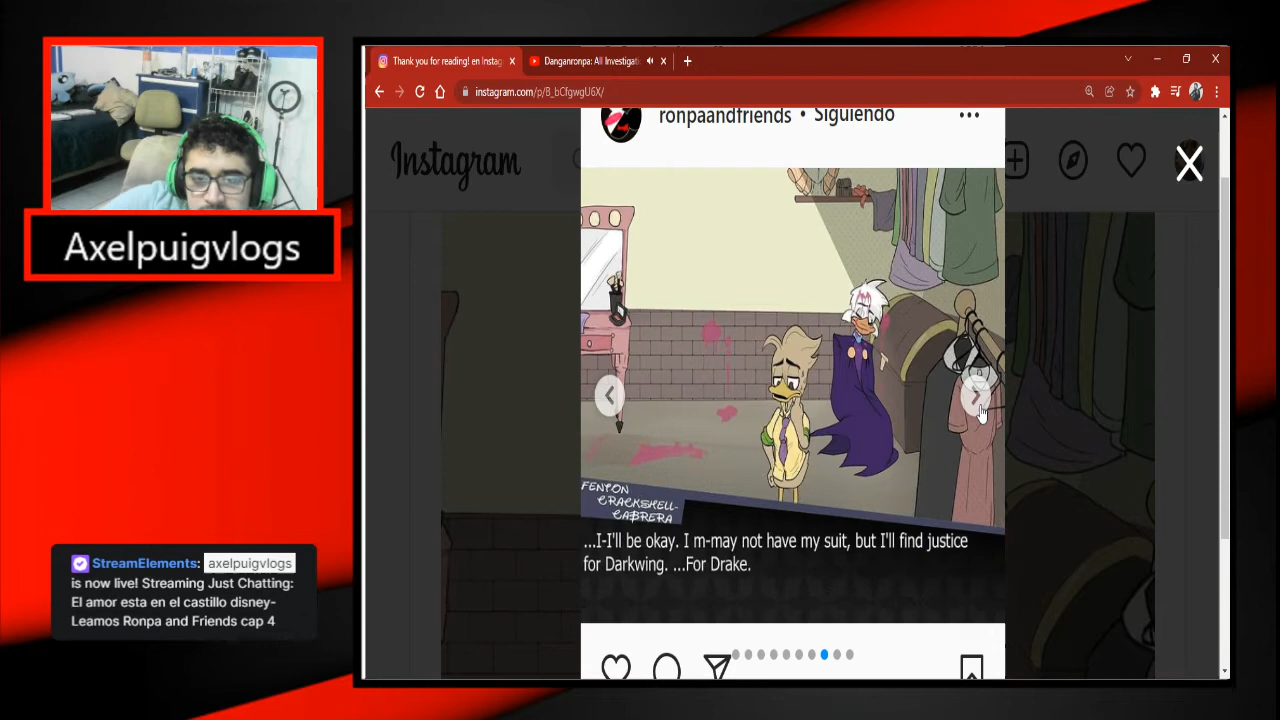 Thank you for reading! en Instag
Danganronpa: All Investigati
instagram.com/p/B_bCfgwgU6X/
ronpaandfriends • Siguiendo
Instagram
Axelpuigvlogs
FENTON
CRACKSHELL-
CABRERA
...I-I'll be okay. I m-may not have my suit, but I'll find justice
for Darkwing. ...For Drake.
StreamElements: axelpuigvlogs
is now live! Streaming Just Chatting:
El amor esta en el castillo disney-
Leamos Ronpa and Friends cap 4